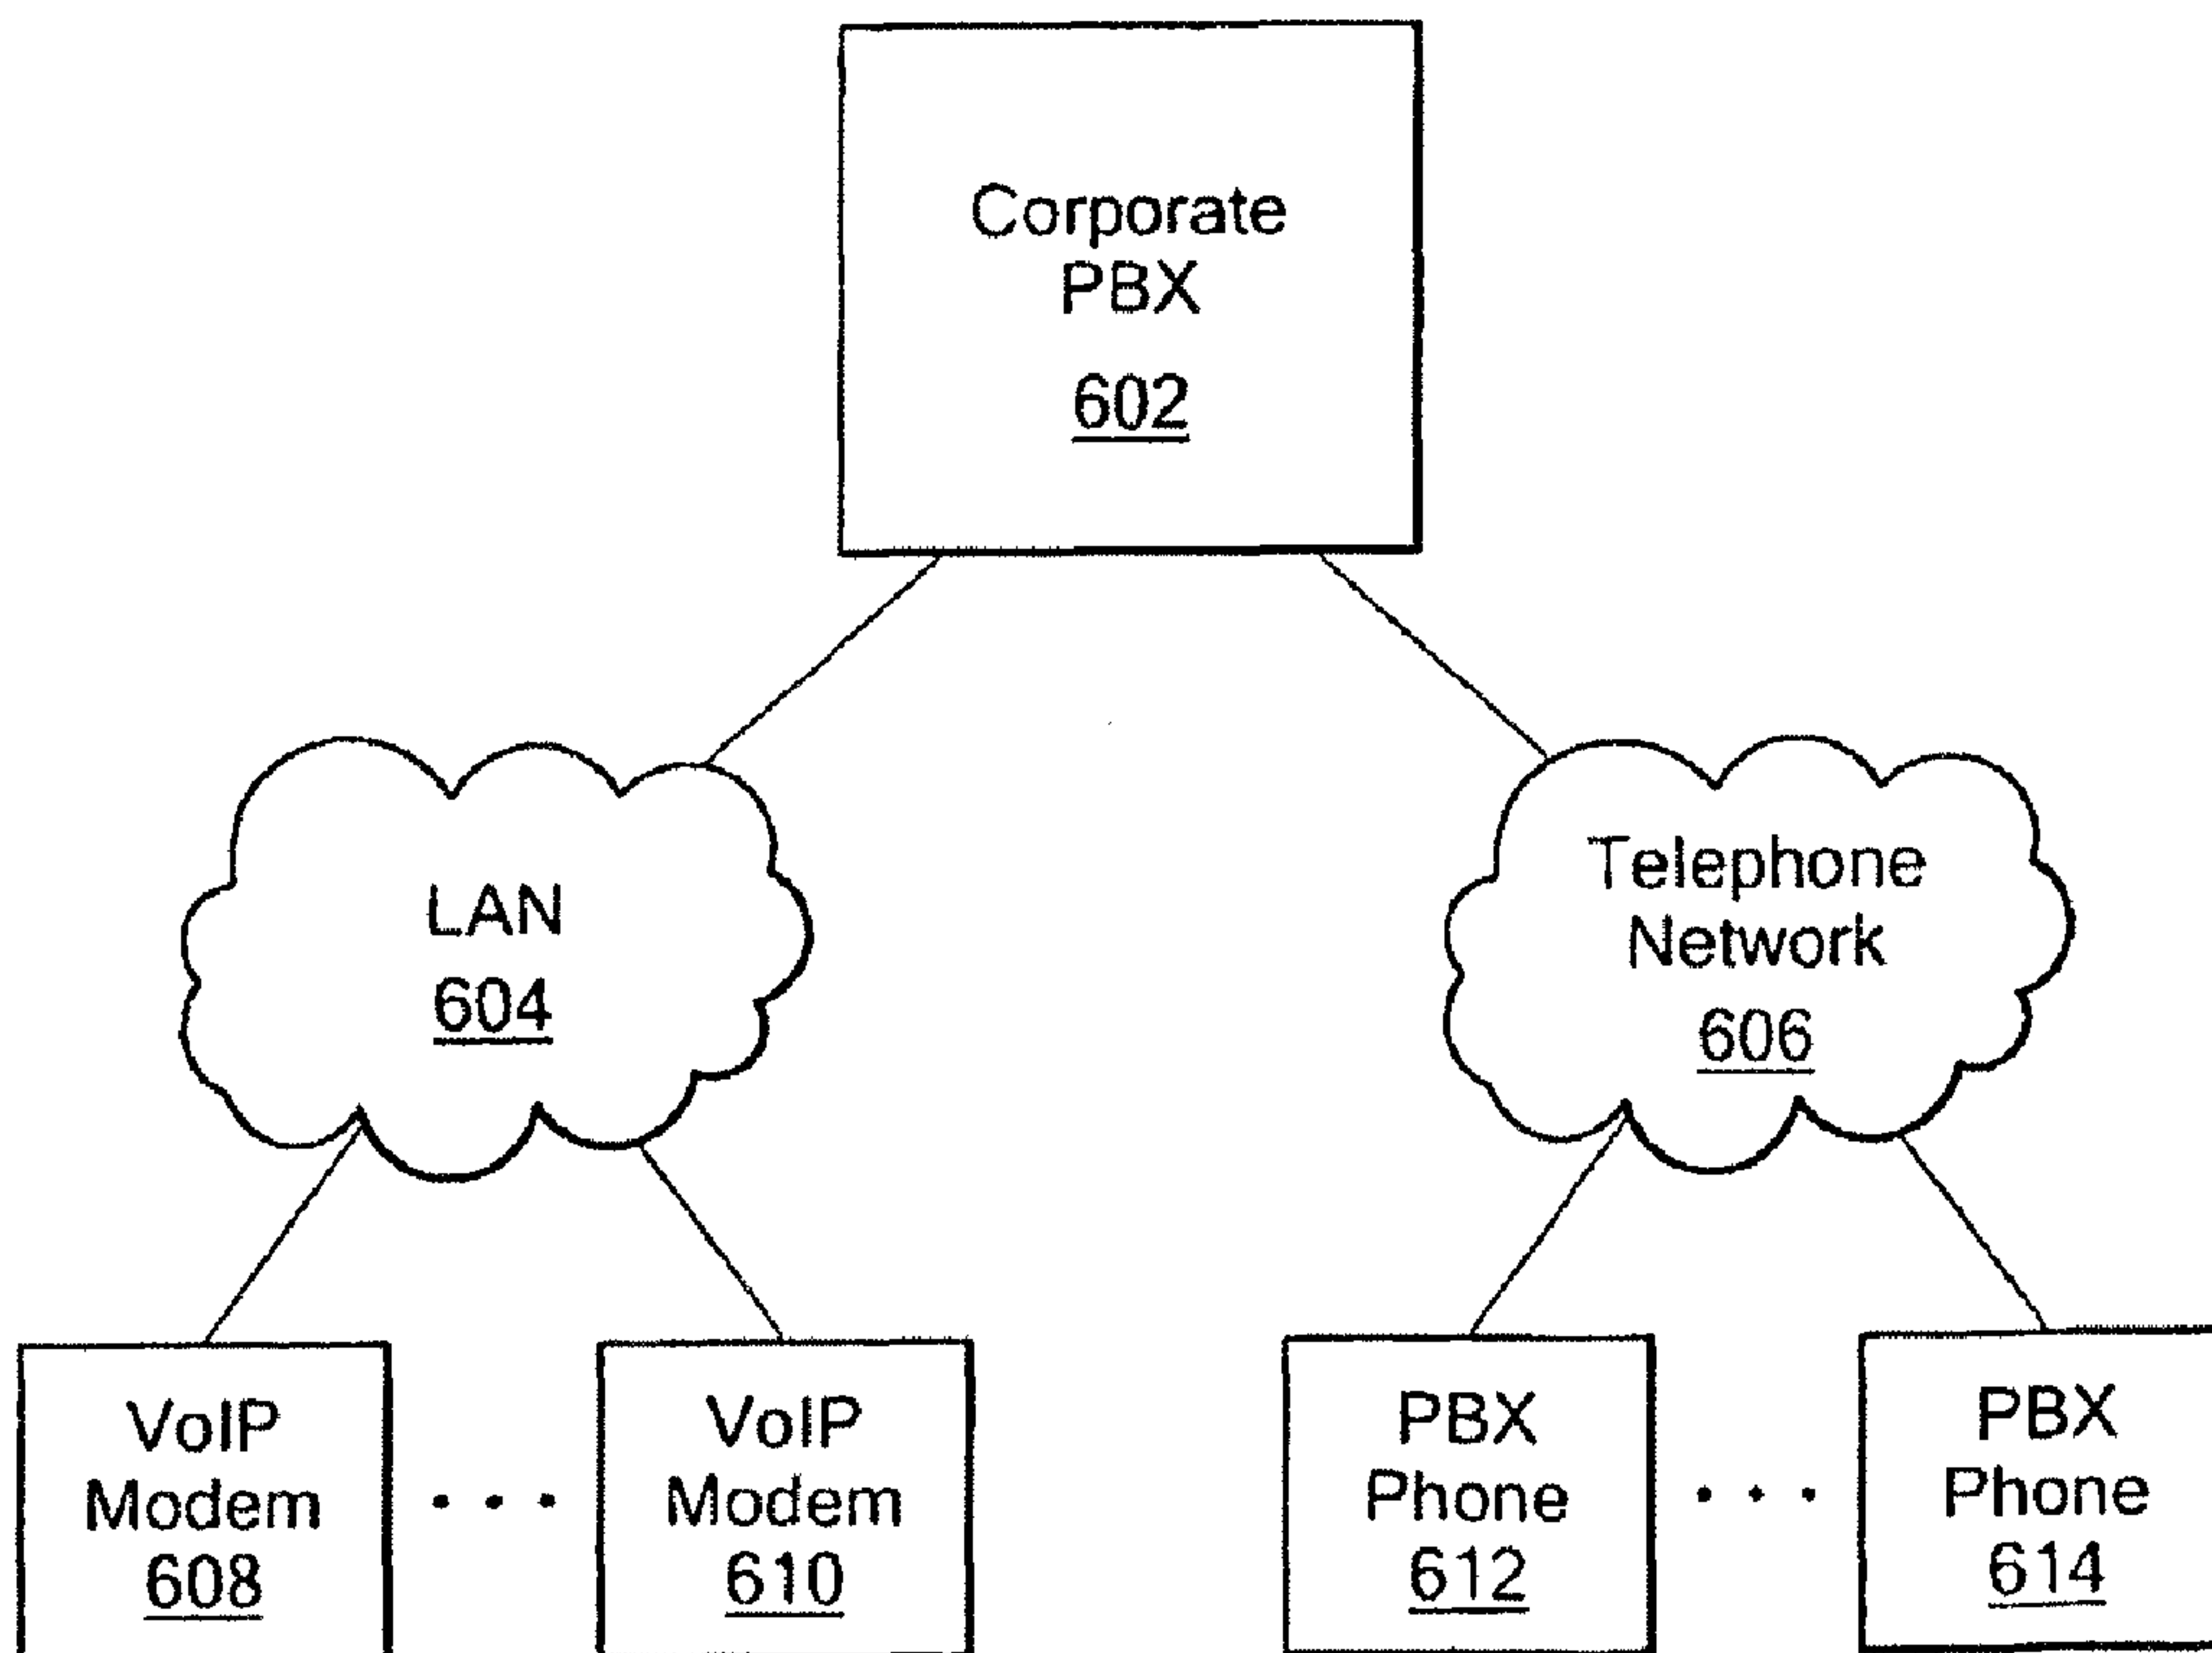 Corporate
PBX
602
LAN
604
Telephone
Network
606
VoIP
Modem
608
VoIP
Modem
610
PBX
Phone
612
PBX
Phone
614